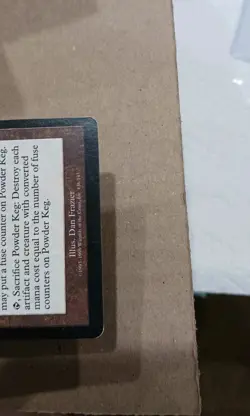 may put a fuse counter on Powder Keg.
, Sacrifice Powder Keg: Destroy each
artifact and creature with converted
mana cost equal to the number of fuse
counters on Powder Keg.
Illus. Dan Frazier